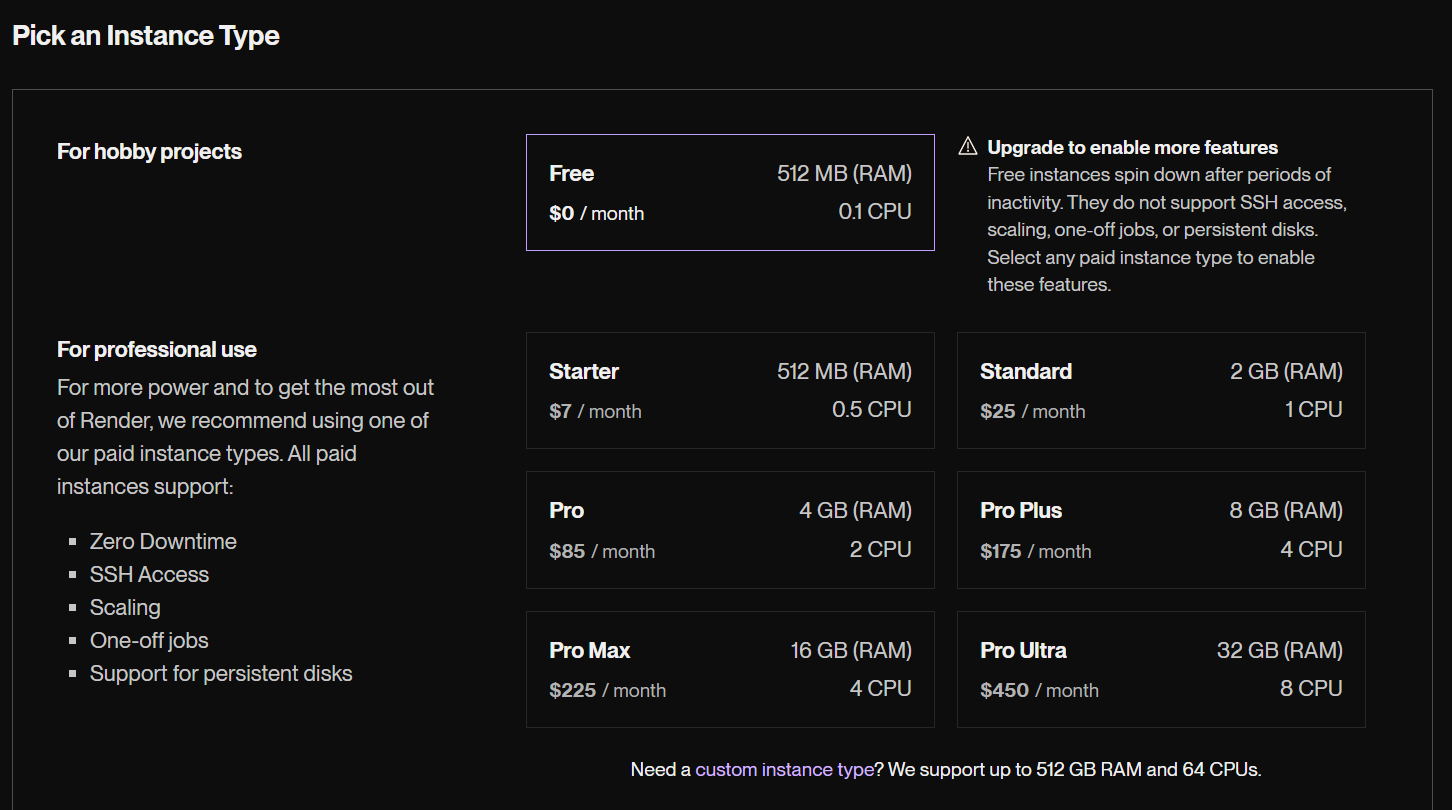 Pick an Instance Type
For hobby projects
Free
512 MB (RAM)
$0 / month
0.1 CPU
Upgrade to enable more features
Free instances spin down after periods of
inactivity. They do not support SSH access,
scaling, one-off jobs, or persistent disks.
Select any paid instance type to enable
these features.
For professional use
For more power and to get the most out
of Render, we recommend using one of
our paid instance types. All paid
instances support:
Zero Downtime
SSH Access
Scaling
One-off jobs
Support for persistent disks
Starter
512 MB (RAM)
$7 / month
0.5 CPU
Standard
2 GB (RAM)
$25 / month
1 CPU
Pro
4 GB (RAM)
$85 / month
2 CPU
Pro Plus
8 GB (RAM)
$175 / month
4 CPU
Pro Max
16 GB (RAM)
$225 / month
4 CPU
Pro Ultra
32 GB (RAM)
$450 / month
8 CPU
Need a custom instance type? We support up to 512 GB RAM and 64 CPUs.